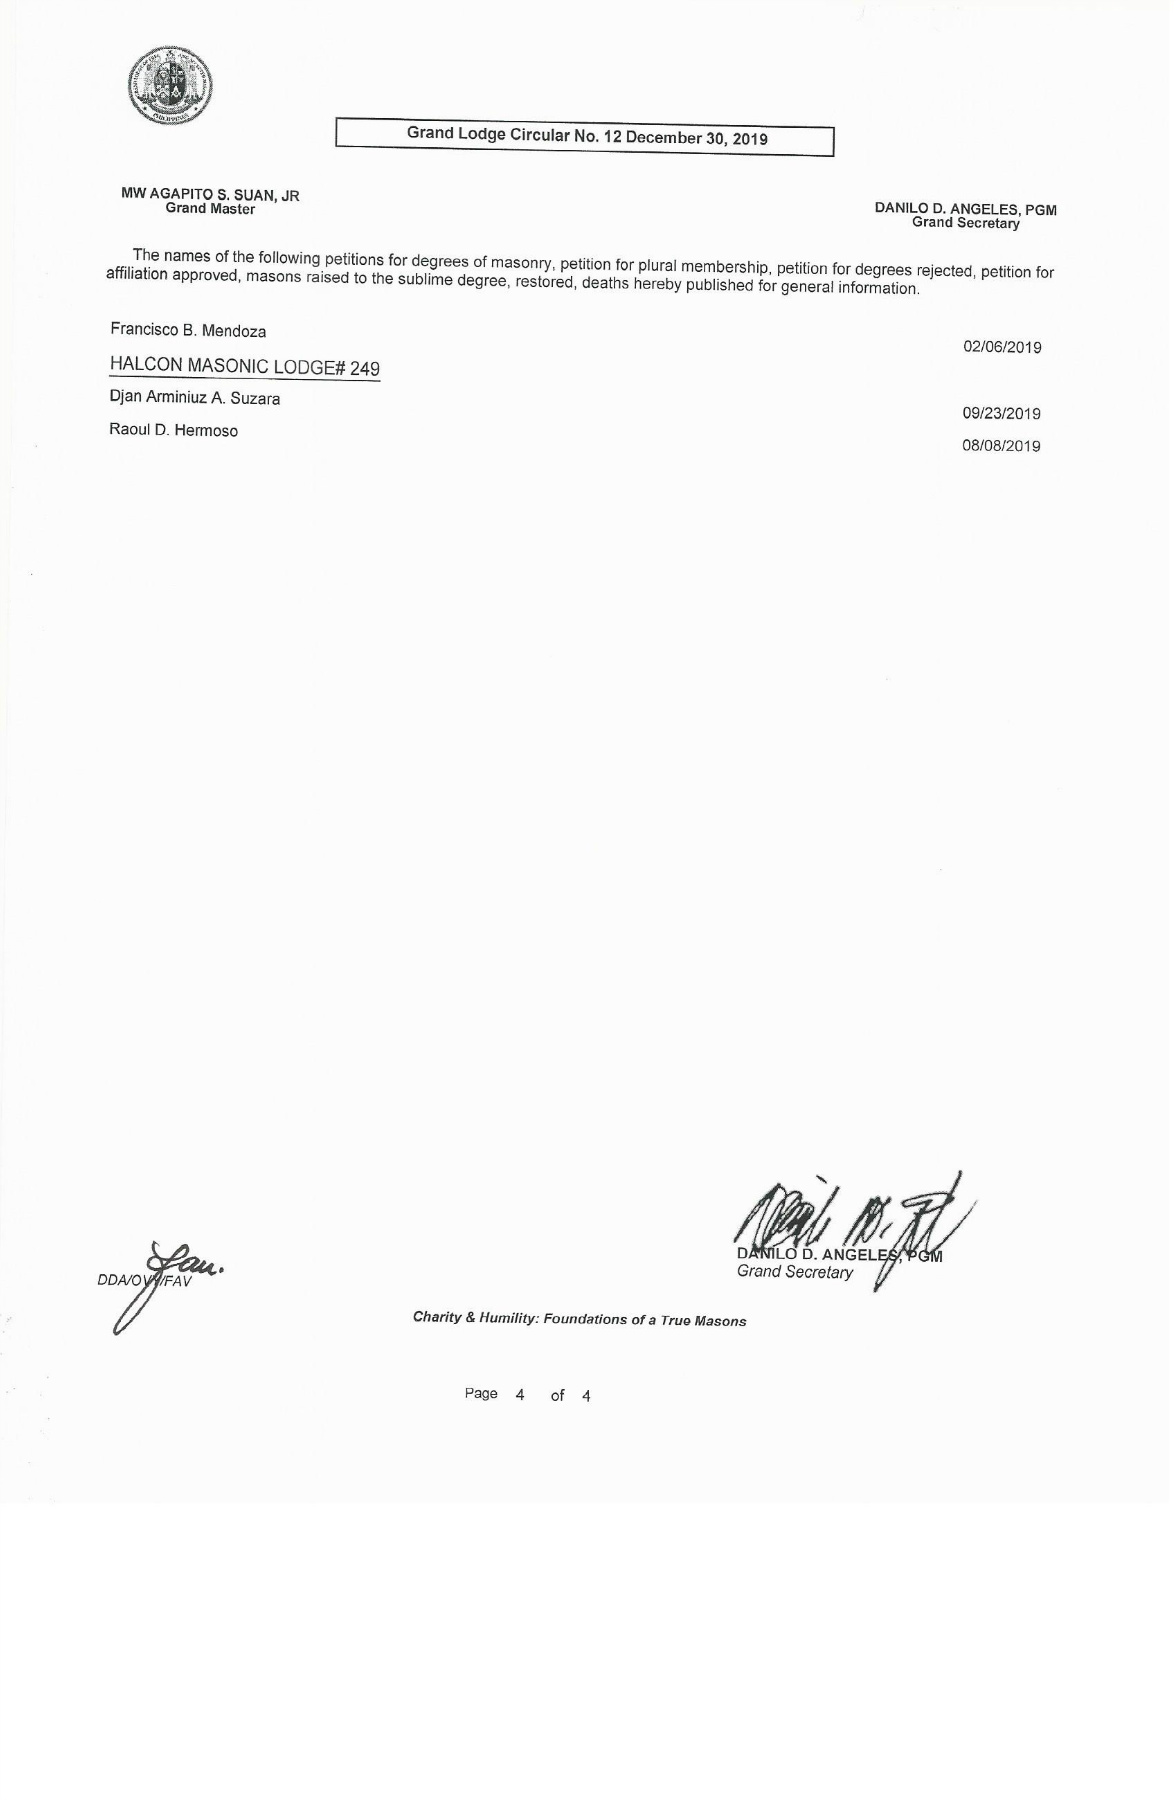 PHILIPPINES
Grand Lodge Circular No. 12 December 30, 2019
MW AGAPITO S. SUAN, JR
Grand Master
DANILO D. ANGELES, PGM
Grand Secretary
The names of the following petitions for degrees of masonry, petition for plural membership, petition for degrees rejected, petition for
affiliation approved, masons raised to the sublime degree, restored, deaths hereby published for general information.
Francisco B. Mendoza 02/06/2019
HALCON MASONIC LODGE# 249
Djan Arminiuz A. Suzara 09/23/2019
Raoul D. Hermoso 08/08/2019
DANILO D. ANGELES, PGM
Grand Secretary
Charity & Humility: Foundations of a True Masons
Page 4 of 4